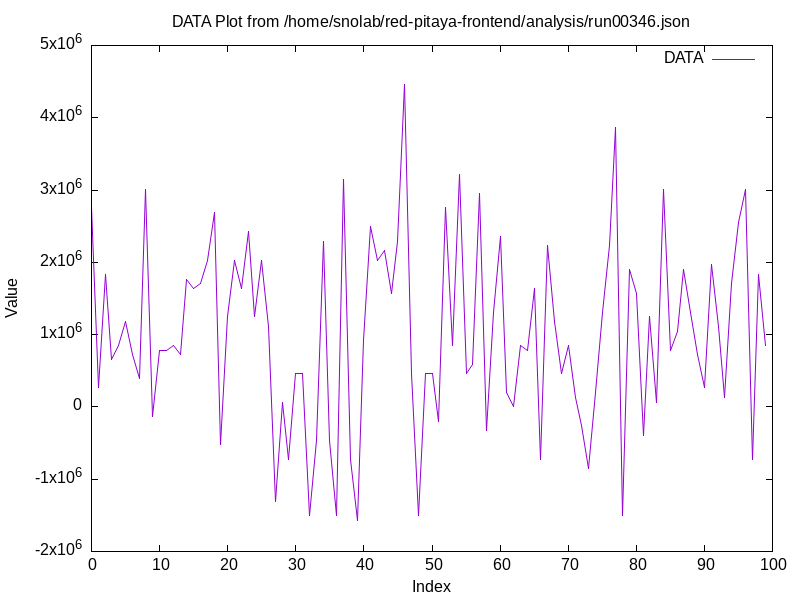 DATA Plot from /home/snolab/red-pitaya-frontend/analysis/run00346.json
DATA
5x10^6
4x10^6
3x10^6
2x10^6
1x10^6
0
-1x10^6
-2x10^6
Value
0 10 20 30 40 50 60 70 80 90 100
Index